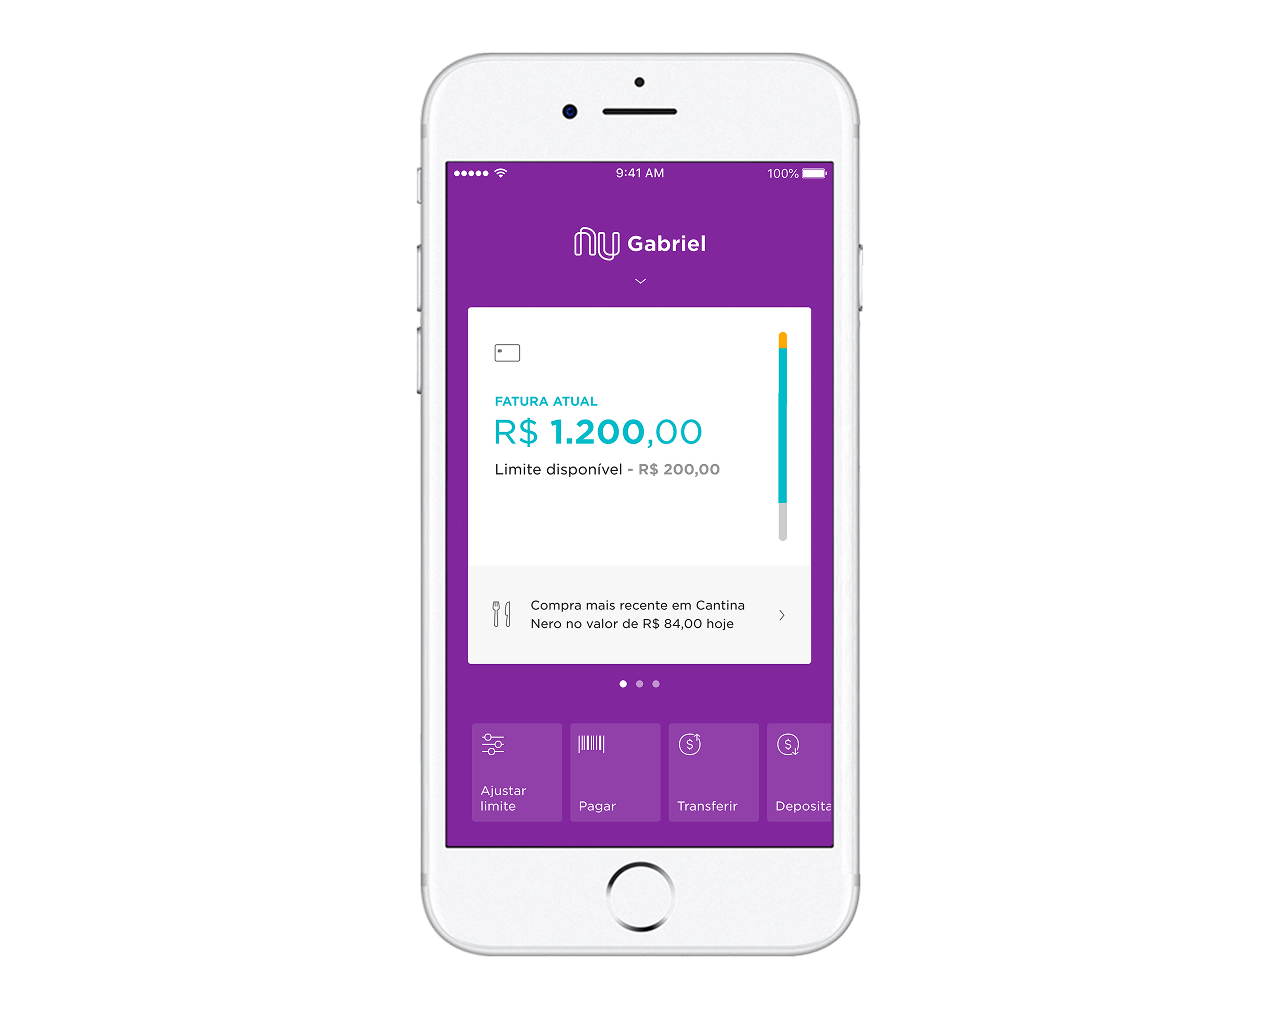 9:41 AM 100%
nu Gabriel
FATURA ATUAL
R$ 1.200,00
Limite disponível - R$ 200,00
Compra mais recente em Cantina
Nero no valor de R$ 84,00 hoje
Ajustar
limite
Pagar
Transferir
Deposita